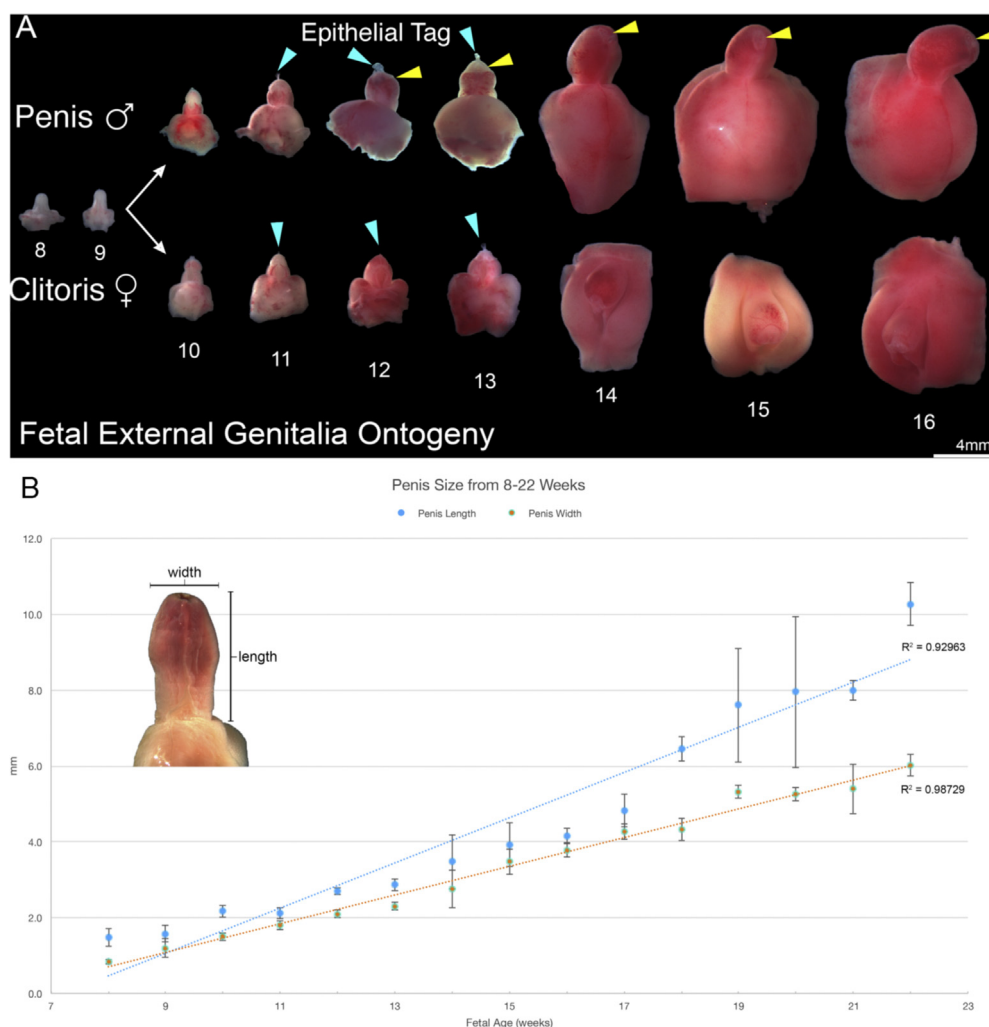 A
Epithelial Tag
Penis ♂
8
9
Clitoris ♀
10
11
12
13
14
15
16
Fetal External Genitalia Ontogeny
4mm
B
Penis Size from 8-22 Weeks
Penis Length
Penis Width
12.0
width
length
10.0
R² = 0.92963
8.0
mm
6.0
R² = 0.98729
4.0
2.0
0.0
7
9
11
13
15
17
19
21
23
Fetal Age (weeks)